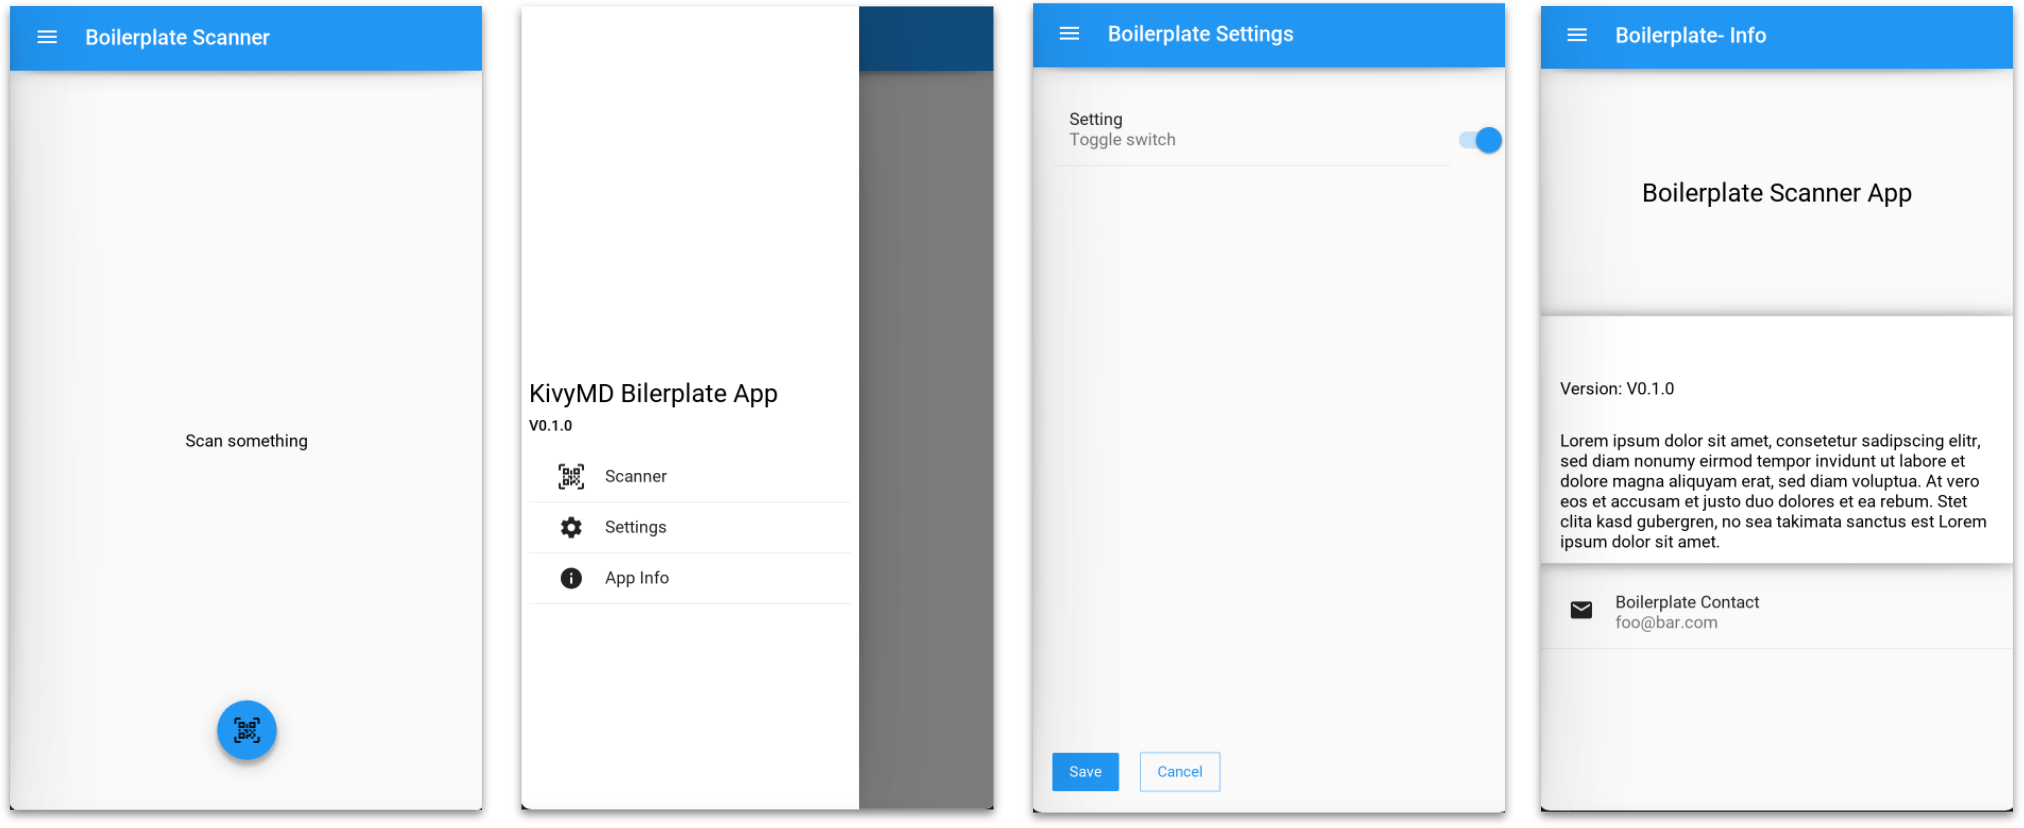 Boilerplate Scanner
Scan something
KivyMD Bilerplate App
V0.1.0
Scanner
Settings
App Info
Boilerplate Settings
Setting
Toggle switch
Save
Cancel
Boilerplate- Info
Boilerplate Scanner App
Version: V0.1.0
Lorem ipsum dolor sit amet, consetetur sadipscing elitr,
sed diam nonumy eirmod tempor invidunt ut labore et
dolore magna aliquyam erat, sed diam voluptua. At vero
eos et accusam et justo duo dolores et ea rebum. Stet
clita kasd gubergren, no sea takimata sanctus est Lorem
ipsum dolor sit amet.
Boilerplate Contact
foo@bar.com